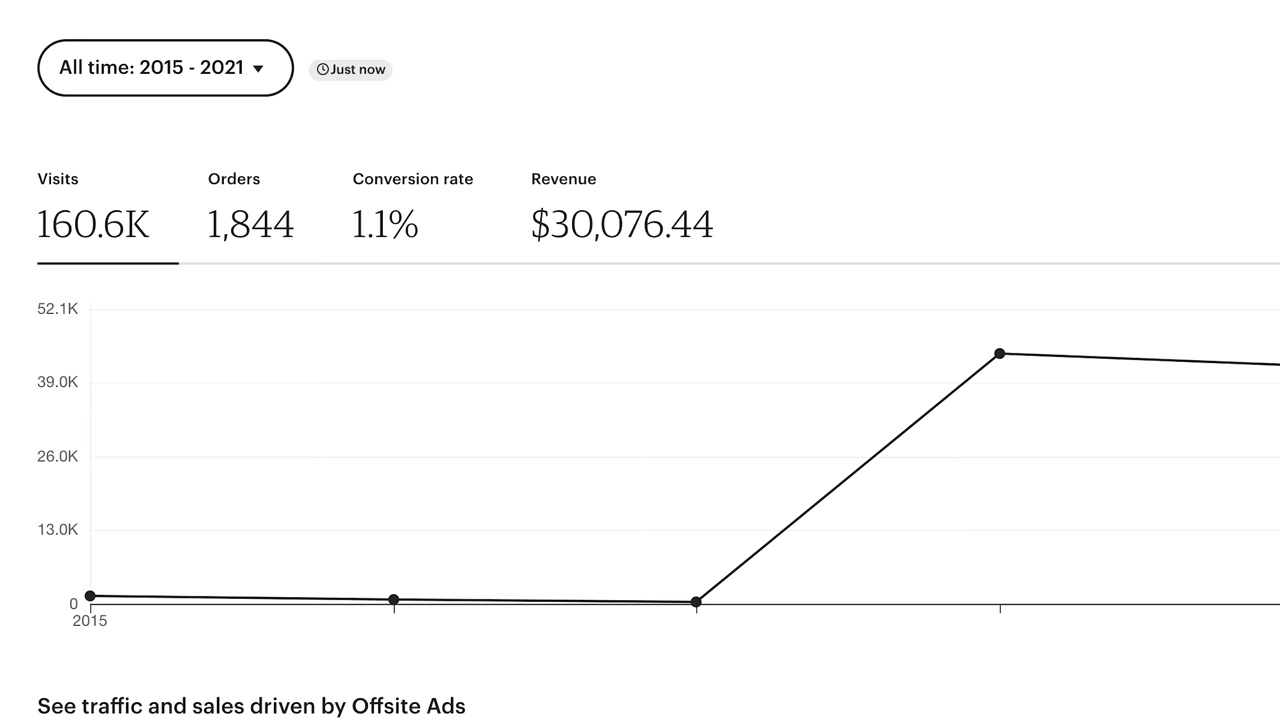 All time: 2015 - 2021
Just now
Visits Orders Conversion rate Revenue
160.6K 1,844 1.1% $30,076.44
52.1K
39.0K
26.0K
13.0K
0
2015
See traffic and sales driven by Offsite Ads